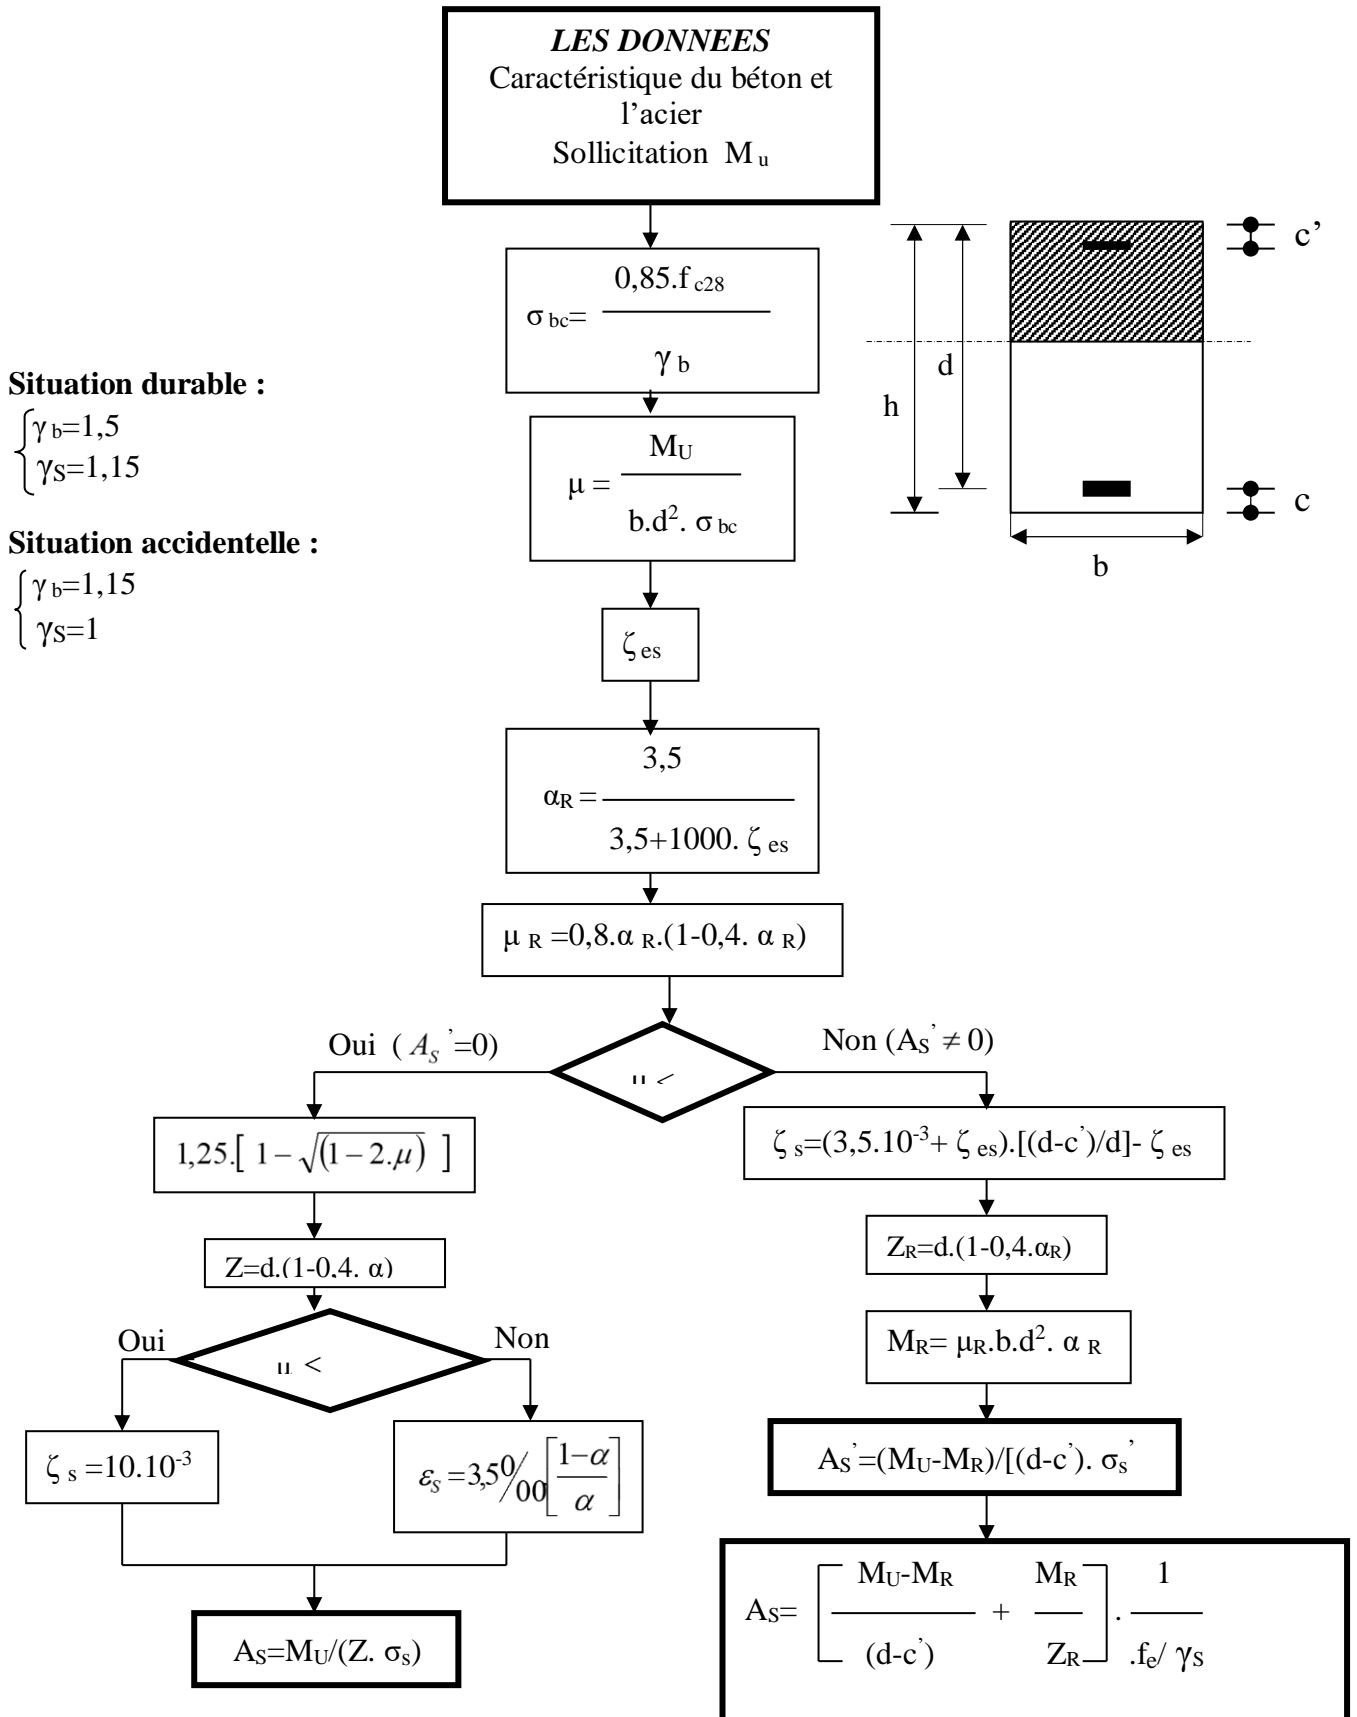 LES DONNEES
Caractéristique du béton et
l’acier
Sollicitation M u
0,85.f c28
σ bc=
γ b
c’
d
h
c
b
Situation durable :
γ b=1,5
γS=1,15
Situation accidentelle :
γ b=1,15
γS=1
MU
μ =
b.d². σ bc
ζ es
3,5
αR =
3,5+1000. ζ es
μ R =0,8.α R.(1-0,4. α R)
Oui ( AS ’=0)
Non (AS’ ≠ 0)
μ <
1,25.[ 1−√(1−2.μ) ]
ζ s=(3,5.10-3+ ζ es).[(d-c’)/d]- ζ es
Z=d.(1-0,4. α)
ZR=d.(1-0,4.αR)
Oui
Non
μ <
MR= μR.b.d². α R
ζ s =10.10-3
εS =3,50/00[1−α/α]
AS’=(MU-MR)/[(d-c’). σs’
AS=MU/(Z. σs)
MU-MR MR 1
AS= [ + ] .
(d-c’) ZR .fe/ γS